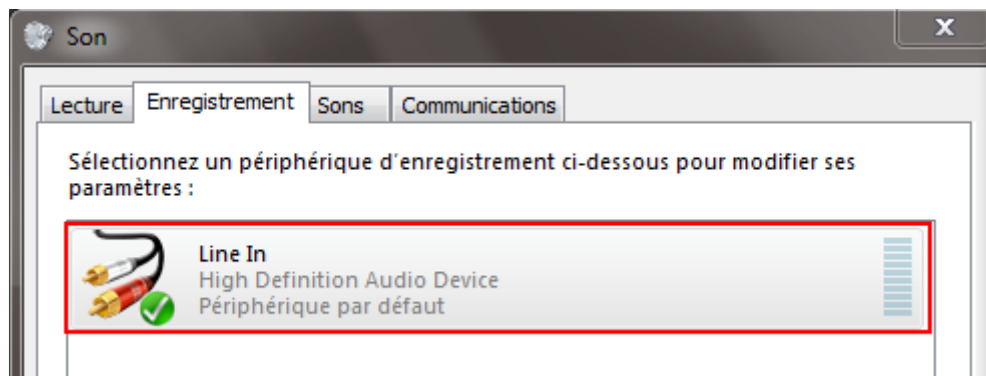 Son
Lecture Enregistrement Sons Communications
Sélectionnez un périphérique d'enregistrement ci-dessous pour modifier ses
paramètres :
Line In
High Definition Audio Device
Périphérique par défaut